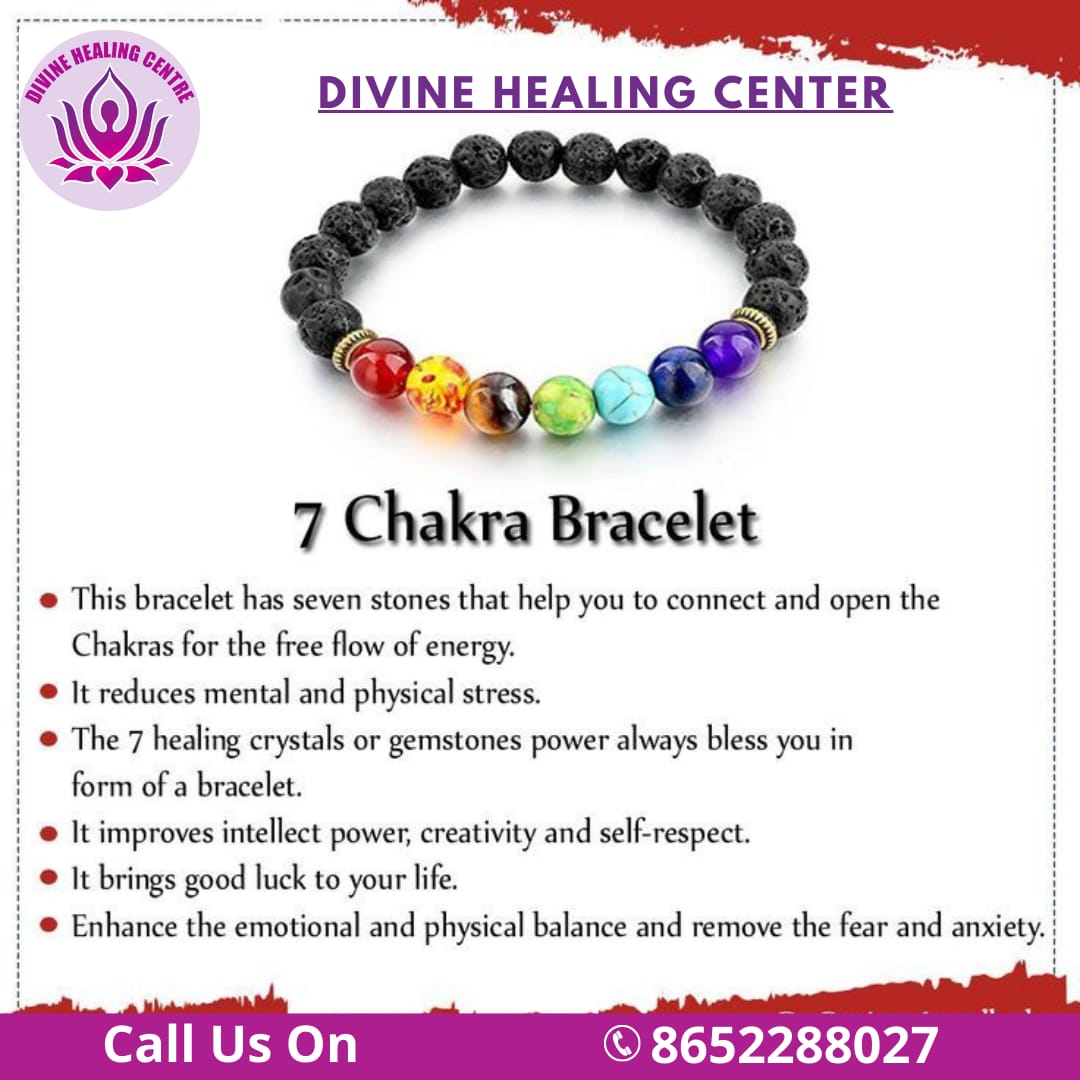 DIVINE HEALING CENTRE
DIVINE HEALING CENTER
7 Chakra Bracelet
This bracelet has seven stones that help you to connect and open the
Chakras for the free flow of energy.
It reduces mental and physical stress.
The 7 healing crystals or gemstones power always bless you in
form of a bracelet.
It improves intellect power, creativity and self-respect.
It brings good luck to your life.
Enhance the emotional and physical balance and remove the fear and anxiety.
Call Us On
8652288027